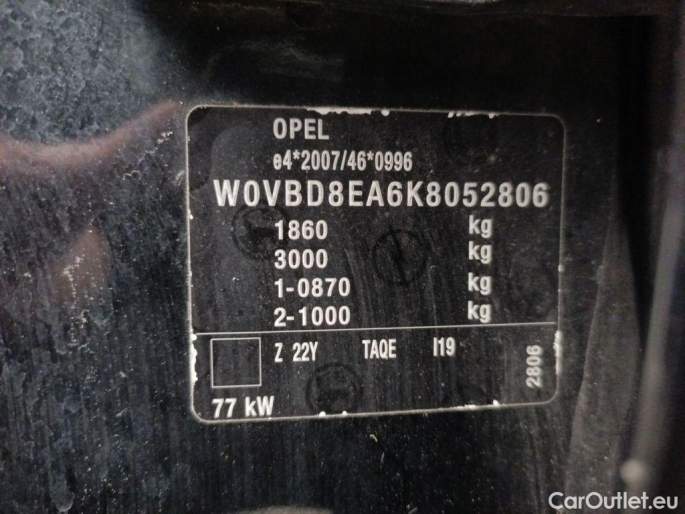 OPEL
e4*2007/46*0996
W0VBD8EA6K8052806
1860 kg
3000 kg
1-0870 kg
2-1000 kg
Z 22Y TAQE I19
2806
77 kW
CarOutlet.eu